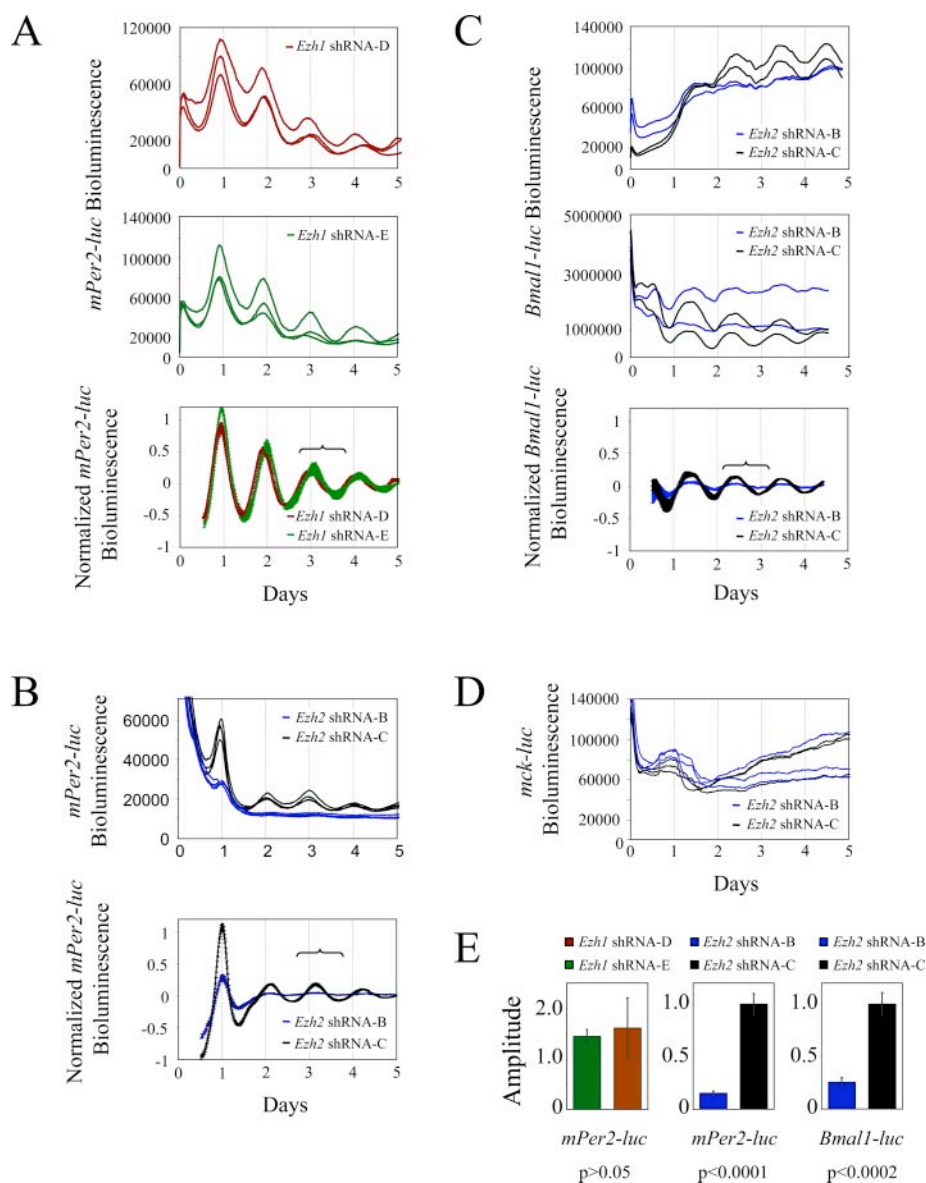 A
mPer2-luc Bioluminescence
120000
60000
20000
0
Ezh1 shRNA-D
0 1 2 3 4 5
140000
100000
60000
20000
0
Ezh1 shRNA-E
0 1 2 3 4 5
Normalized mPer2-luc
Bioluminescence
1
0.5
0
-0.5
-1
Ezh1 shRNA-D
Ezh1 shRNA-E
0 1 2 3 4 5
Days
C
Bmal1-luc Bioluminescence
140000
100000
60000
20000
0
Ezh2 shRNA-B
Ezh2 shRNA-C
0 1 2 3 4 5
5000000
3000000
1000000
0
Ezh2 shRNA-B
Ezh2 shRNA-C
0 1 2 3 4 5
Normalized Bmal1-luc
Bioluminescence
1
0.5
0
-0.5
-1
Ezh2 shRNA-B
Ezh2 shRNA-C
0 1 2 3 4 5
Days
B
mPer2-luc
Bioluminescence
60000
40000
20000
0
Ezh2 shRNA-B
Ezh2 shRNA-C
0 1 2 3 4 5
Normalized mPer2-luc
Bioluminescence
1
0.5
0
-0.5
-1
Ezh2 shRNA-B
Ezh2 shRNA-C
0 1 2 3 4 5
Days
D
mck-luc
Bioluminescence
140000
100000
60000
20000
0
Ezh2 shRNA-B
Ezh2 shRNA-C
0 1 2 3 4 5
Days
E
Ezh1 shRNA-D Ezh2 shRNA-B Ezh2 shRNA-B
Ezh1 shRNA-E Ezh2 shRNA-C Ezh2 shRNA-C
Amplitude
2.0
1.0
0
1.0
0.5
0
1.0
0.5
0
mPer2-luc mPer2-luc Bmal1-luc
p>0.05 p<0.0001 p<0.0002